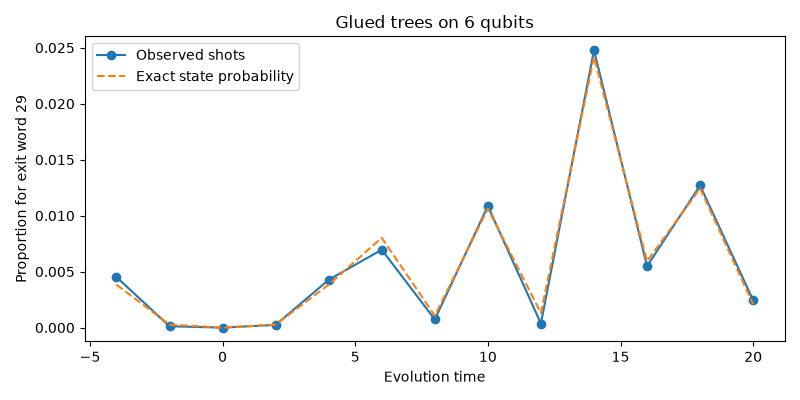 Glued trees on 6 qubits
Observed shots
Exact state probability
Proportion for exit word 29
0.025
0.020
0.015
0.010
0.005
0.000
−5 0 5 10 15 20
Evolution time